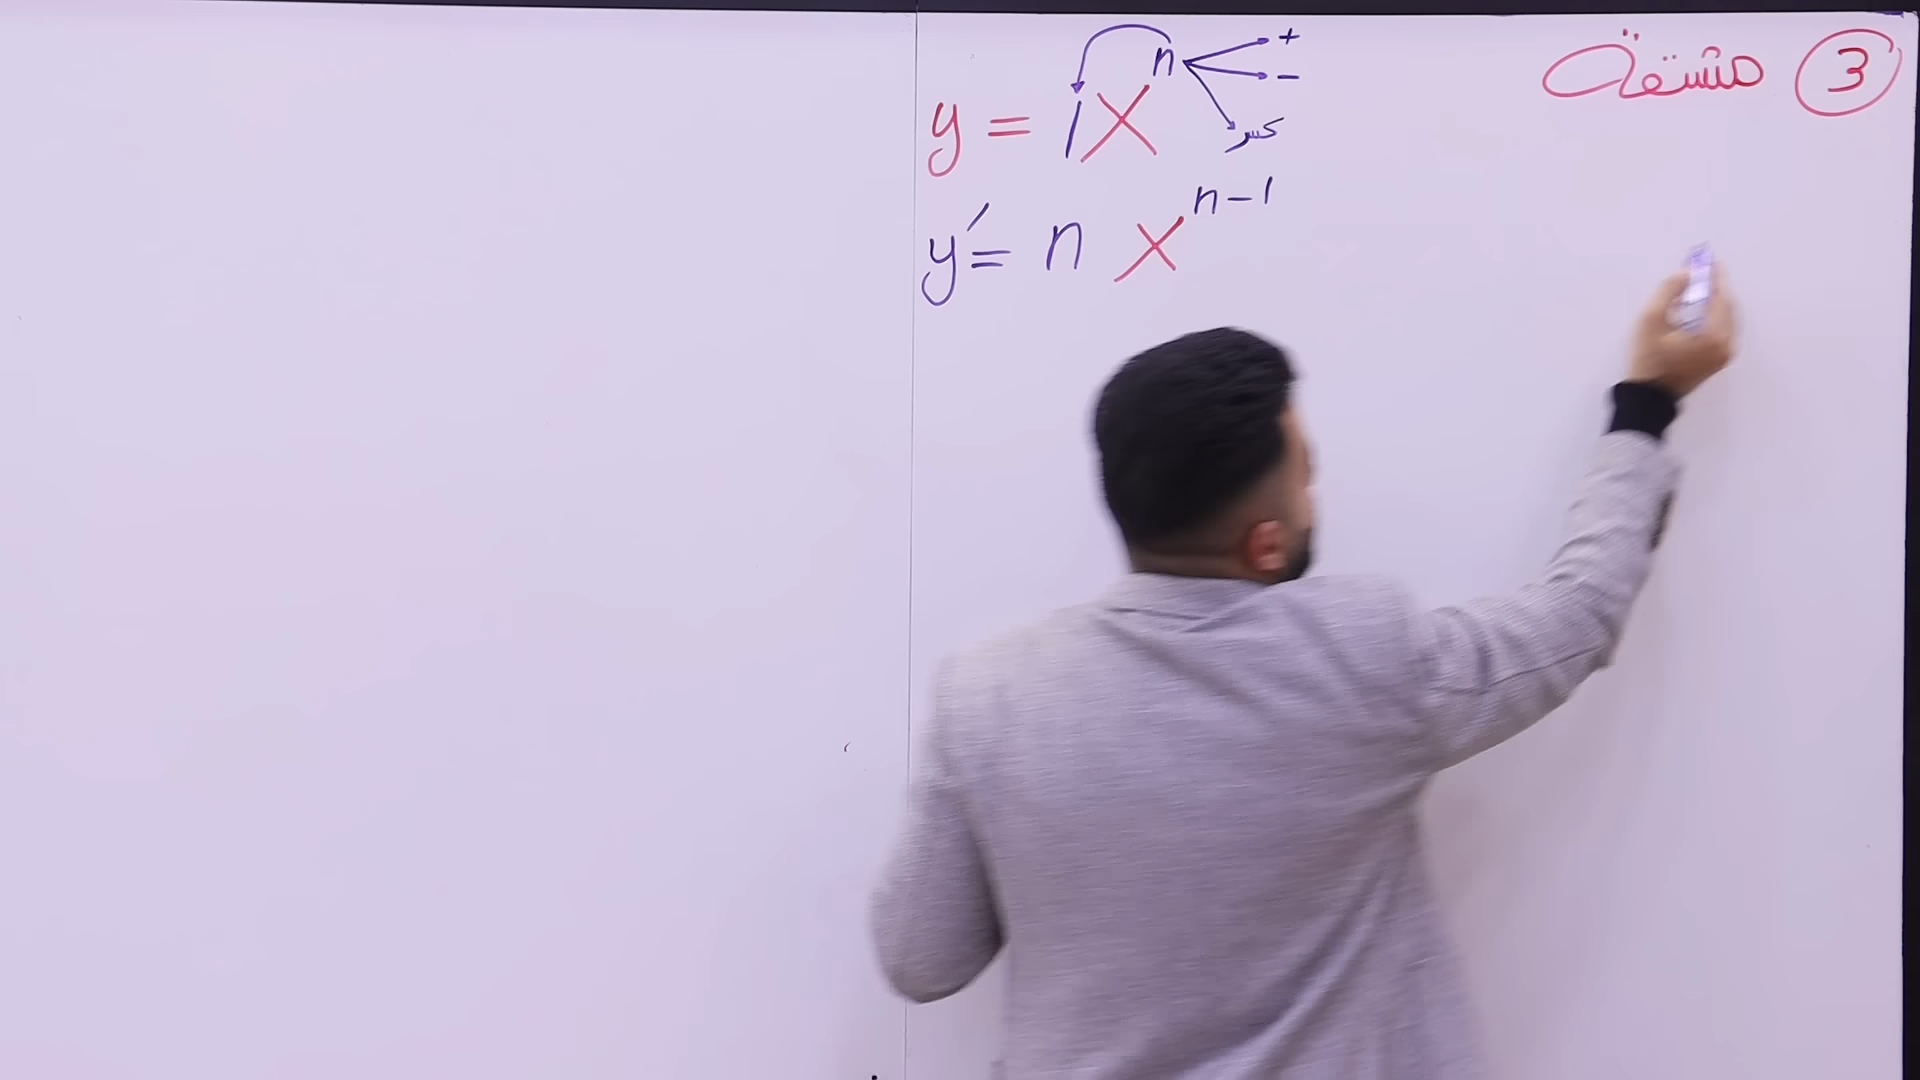 ③ مشتقة
y = 1X^n + − كسر
y′ = n X^{n-1}